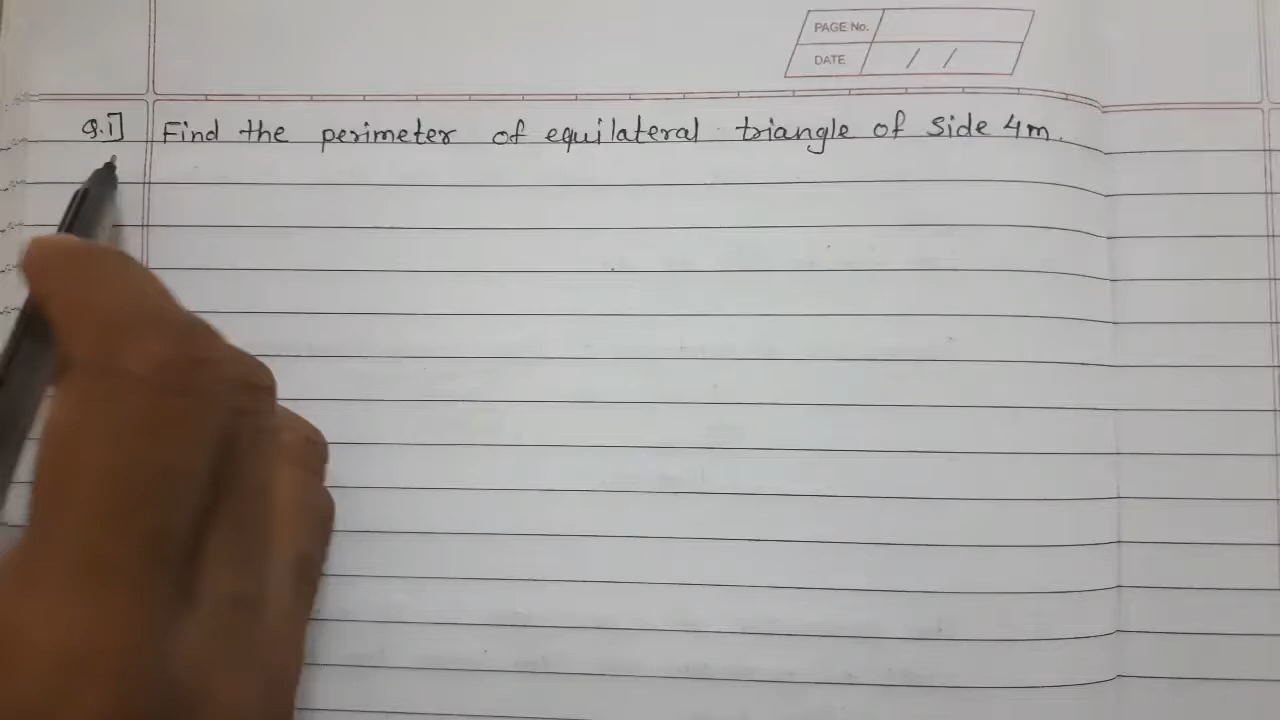 PAGE No.
DATE / /
Q.1] Find the perimeter of equilateral triangle of side 4m.